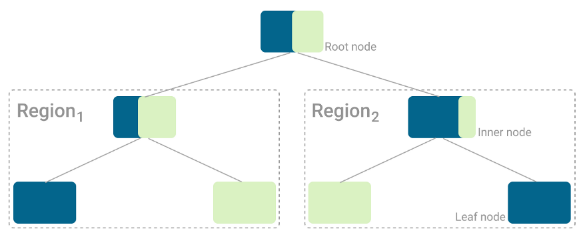 Root node
Region1
Region2
Inner node
Leaf node